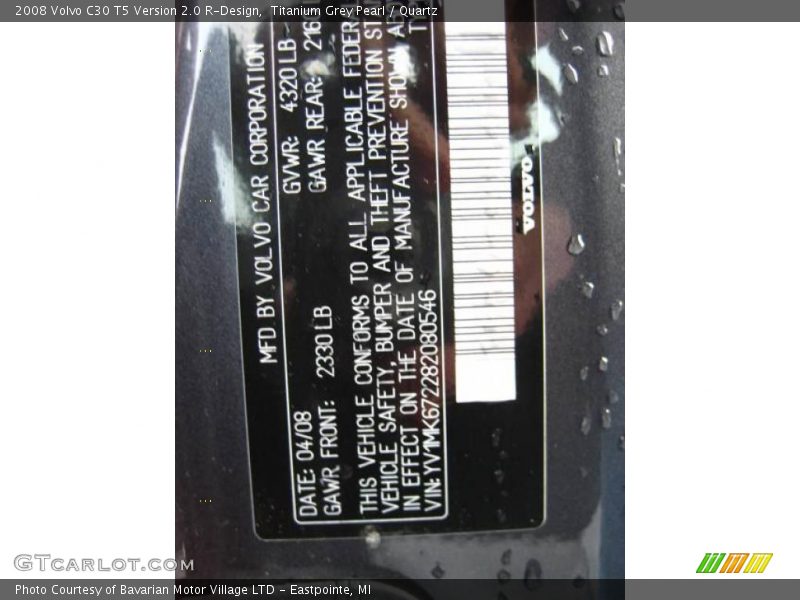 2008 Volvo C30 T5 Version 2.0 R-Design, Titanium Grey Pearl / Quartz
MFD BY VOLVO CAR CORPORATION
DATE: 04/08 GVWR: 4320 LB
GAWR FRONT: 2330 LB GAWR REAR:
THIS VEHICLE CONFORMS TO ALL APPLICABLE
VEHICLE SAFETY, BUMPER AND THEFT PREVENTION
IN EFFECT ON THE DATE OF MANUFACTURE SHOWN
VIN: YV1MK672282080546
VOLVO
GTCarLot.com
Photo Courtesy of Bavarian Motor Village LTD - Eastpointe, MI